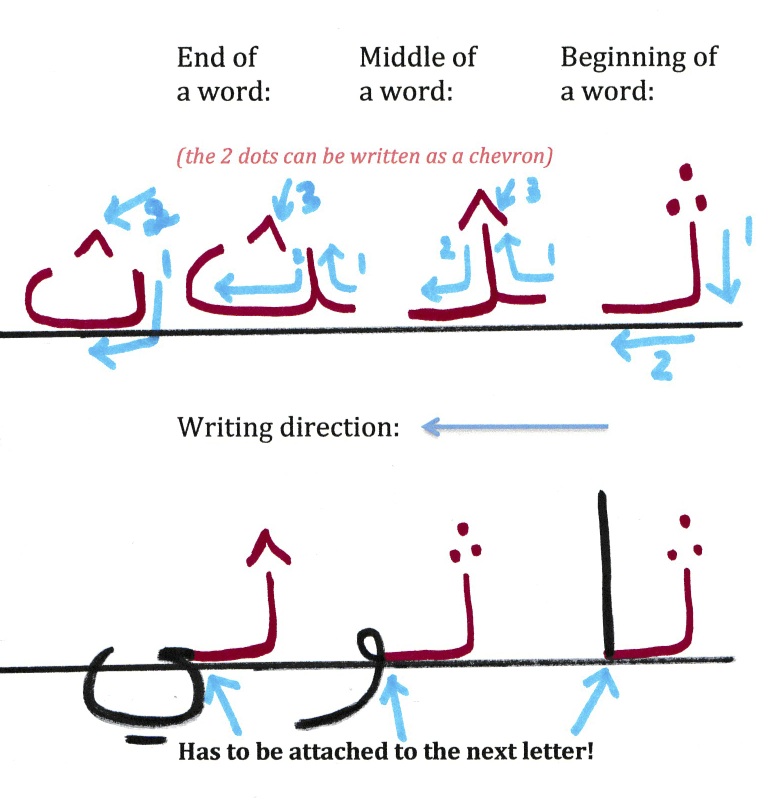 End of a word:
Middle of a word:
Beginning of a word:
(the 2 dots can be written as a chevron)
3 3 3
ث ـث ـثـ ثـ
1 1 2 1 2 1
2
Writing direction:
ثا ثو ثي
Has to be attached to the next letter!